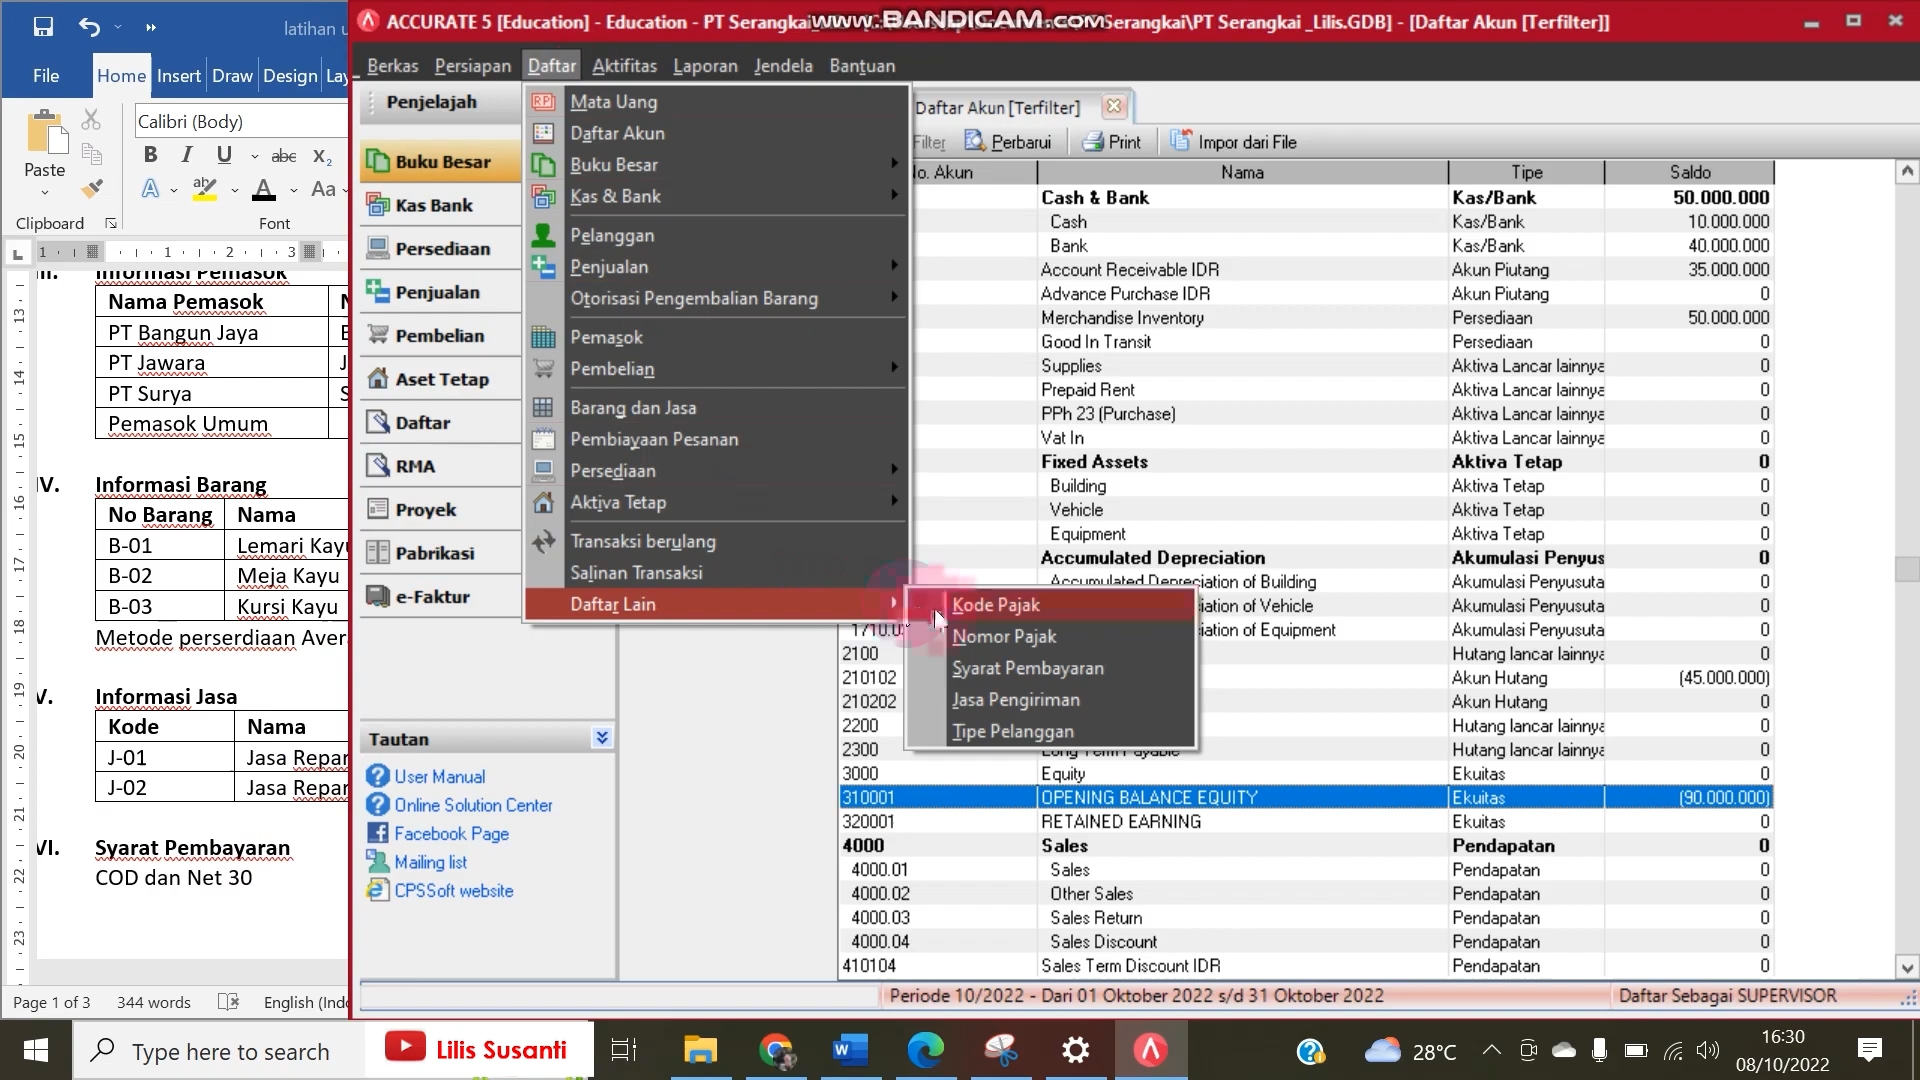 latihan u
File
Home
Insert
Draw
Design
Lay
Paste
Clipboard
Calibri (Body)
Font
Informasi Pemasok
Nama Pemasok
PT Bangun Jaya
PT Jawara
PT Surya
Pemasok Umum
IV. Informasi Barang
No Barang Nama
B-01 Lemari Kayu
B-02 Meja Kayu
B-03 Kursi Kayu
Metode perserdiaan Avera
V. Informasi Jasa
Kode Nama
J-01 Jasa Repar
J-02 Jasa Repar
VI. Syarat Pembayaran
COD dan Net 30
Page 1 of 3 344 words English (Indo
ACCURATE 5 [Education] - Education - PT Serangkai
www.BANDICAM.com
Serangkai\PT Serangkai _Lilis.GDB] - [Daftar Akun [Terfilter]]
Berkas Persiapan Daftar Aktifitas Laporan Jendela Bantuan
Penjelajah
Buku Besar
Kas Bank
Persediaan
Penjualan
Pembelian
Aset Tetap
Daftar
RMA
Proyek
Pabrikasi
e-Faktur
Tautan
User Manual
Online Solution Center
Facebook Page
Mailing list
CPSSoft website
Mata Uang
Daftar Akun
Buku Besar
Kas & Bank
Pelanggan
Penjualan
Otorisasi Pengembalian Barang
Pemasok
Pembelian
Barang dan Jasa
Pembiayaan Pesanan
Persediaan
Aktiva Tetap
Transaksi berulang
Salinan Transaksi
Daftar Lain
Kode Pajak
Nomor Pajak
Syarat Pembayaran
Jasa Pengiriman
Tipe Pelanggan
Daftar Akun [Terfilter]
Filter Perbarui Print Impor dari File
No. Akun Nama Tipe Saldo
Cash & Bank Kas/Bank 50.000.000
Cash Kas/Bank 10.000.000
Bank Kas/Bank 40.000.000
Account Receivable IDR Akun Piutang 35.000.000
Advance Purchase IDR Akun Piutang 0
Merchandise Inventory Persediaan 50.000.000
Good In Transit Persediaan 0
Supplies Aktiva Lancar lainnya 0
Prepaid Rent Aktiva Lancar lainnya 0
PPh 23 (Purchase) Aktiva Lancar lainnya 0
Vat In Aktiva Lancar lainnya 0
Fixed Assets Aktiva Tetap 0
Building Aktiva Tetap 0
Vehicle Aktiva Tetap 0
Equipment Aktiva Tetap 0
Accumulated Depreciation Akumulasi Penyus 0
Accumulated Depreciation of Building Akumulasi Penyusuta 0
ciation of Vehicle Akumulasi Penyusuta 0
1710.03 ciation of Equipment Akumulasi Penyusuta 0
2100 Hutang lancar lainnya 0
210102 Akun Hutang (45.000.000)
210202 Akun Hutang 0
2200 Hutang lancar lainnya 0
2300 Long Term Payable Hutang lancar lainnya 0
3000 Equity Ekuitas 0
310001 OPENING BALANCE EQUITY Ekuitas (90.000.000)
320001 RETAINED EARNING Ekuitas 0
4000 Sales Pendapatan 0
4000.01 Sales Pendapatan 0
4000.02 Other Sales Pendapatan 0
4000.03 Sales Return Pendapatan 0
4000.04 Sales Discount Pendapatan 0
410104 Sales Term Discount IDR Pendapatan 0
Periode 10/2022 - Dari 01 Oktober 2022 s/d 31 Oktober 2022
Daftar Sebagai SUPERVISOR
Type here to search
Lilis Susanti
28°C
16:30
08/10/2022